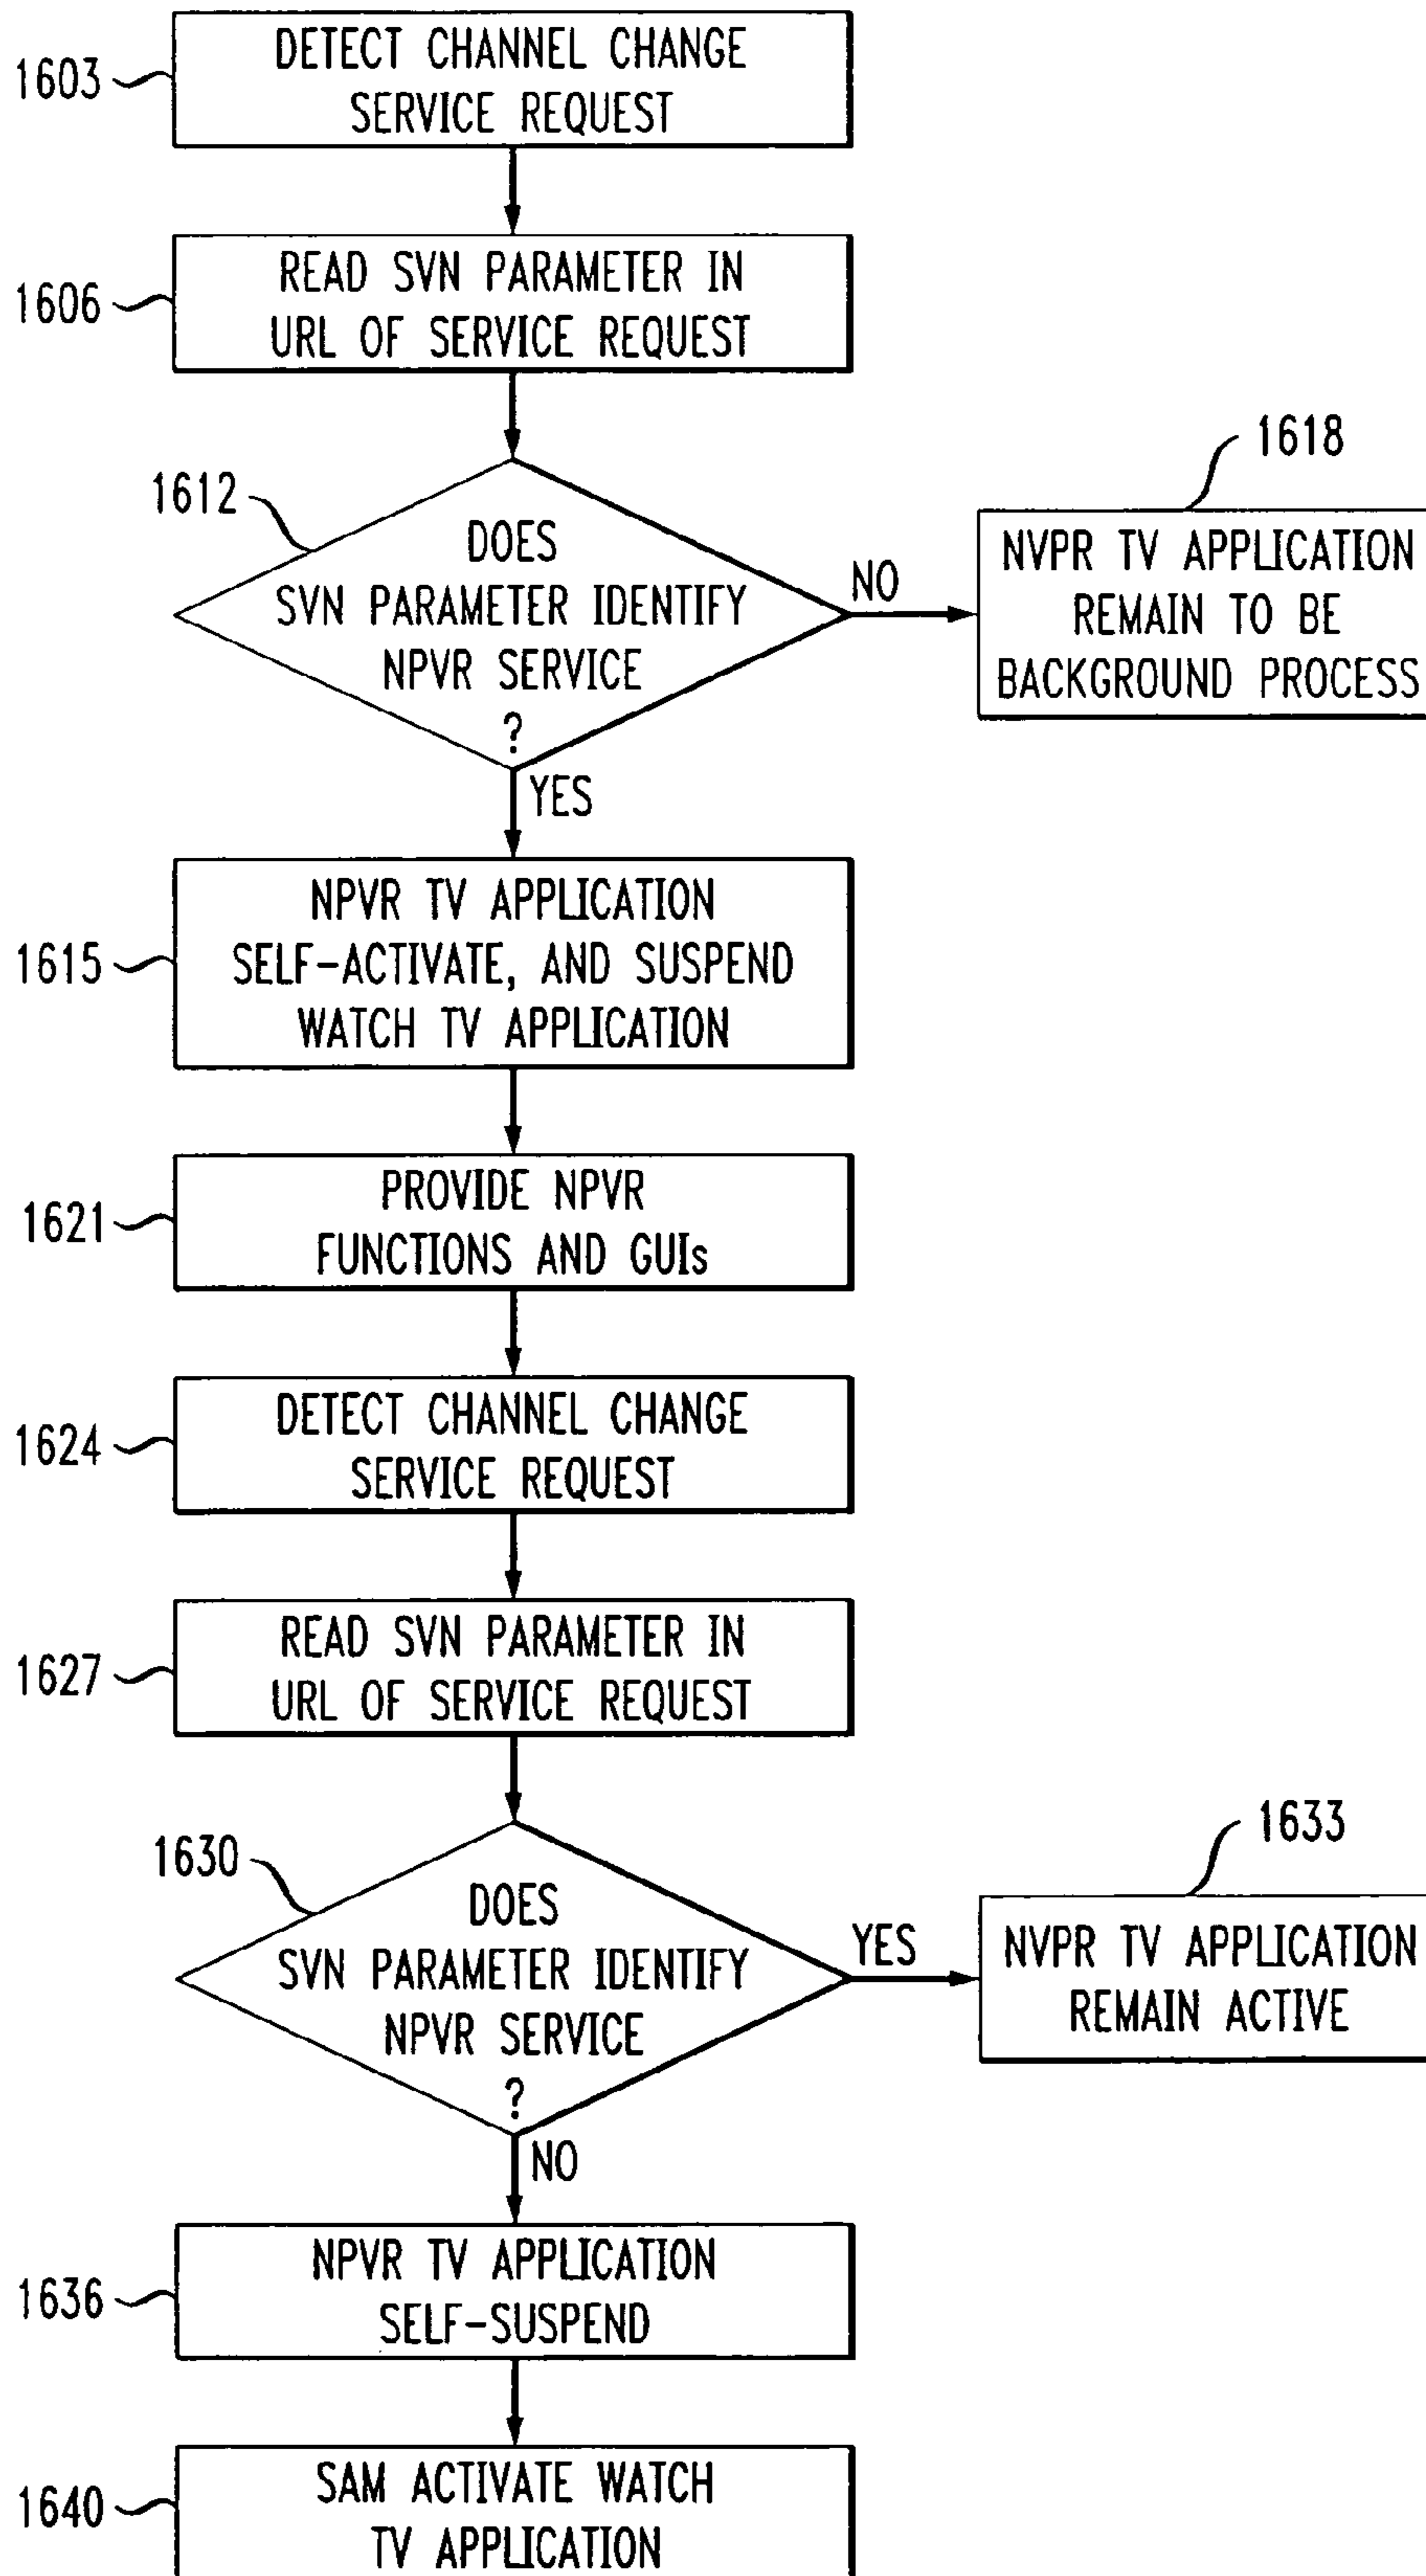 1603
DETECT CHANNEL CHANGE
SERVICE REQUEST
1606
READ SVN PARAMETER IN
URL OF SERVICE REQUEST
1612
DOES
SVN PARAMETER IDENTIFY
NPVR SERVICE
?
NO
1618
NVPR TV APPLICATION
REMAIN TO BE
BACKGROUND PROCESS
YES
1615
NPVR TV APPLICATION
SELF-ACTIVATE, AND SUSPEND
WATCH TV APPLICATION
1621
PROVIDE NPVR
FUNCTIONS AND GUIs
1624
DETECT CHANNEL CHANGE
SERVICE REQUEST
1627
READ SVN PARAMETER IN
URL OF SERVICE REQUEST
1630
DOES
SVN PARAMETER IDENTIFY
NPVR SERVICE
?
YES
1633
NVPR TV APPLICATION
REMAIN ACTIVE
NO
1636
NPVR TV APPLICATION
SELF-SUSPEND
1640
SAM ACTIVATE WATCH
TV APPLICATION